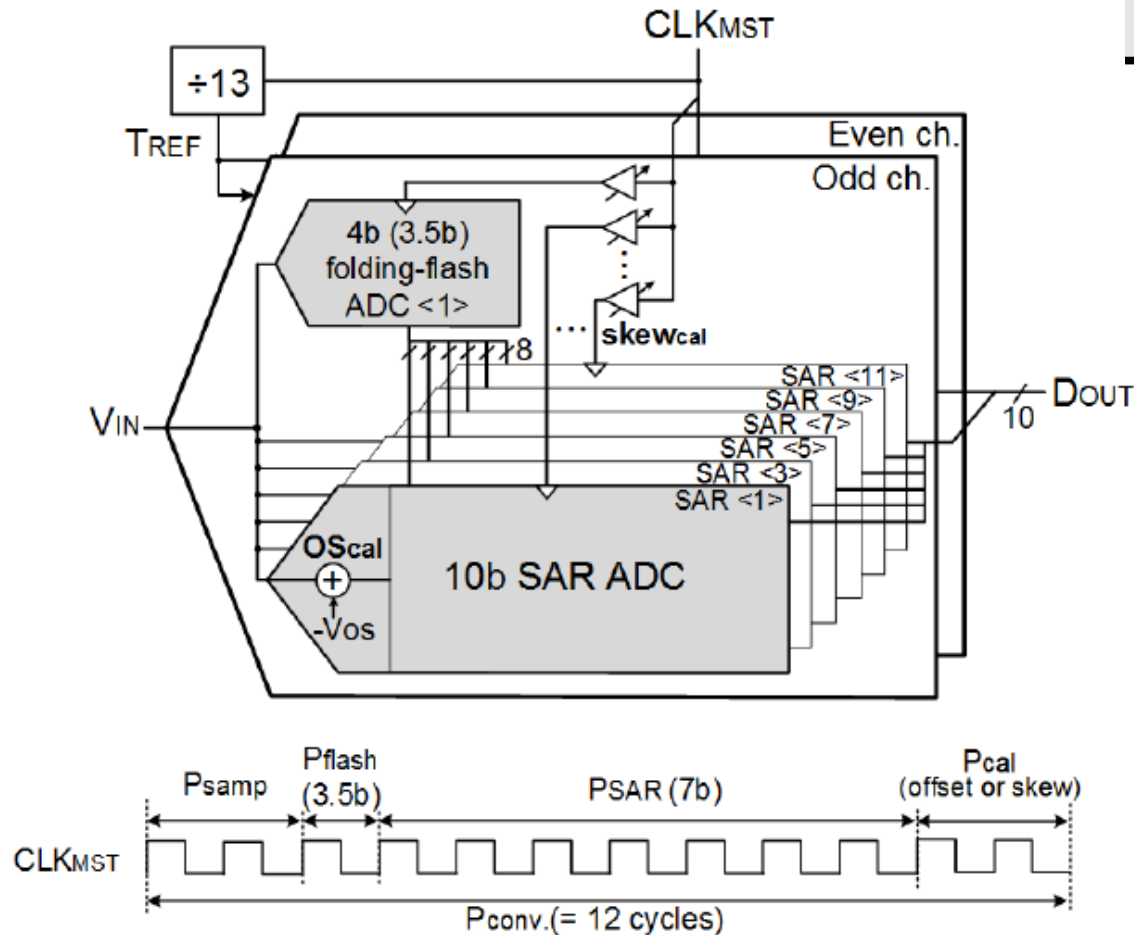 CLKMST
÷13
TREF
Even ch.
Odd ch.
4b (3.5b)
folding-flash
ADC <1>
...
skewcal
8
SAR <11>
SAR <9>
SAR <7>
SAR <5>
SAR <3>
SAR <1>
VIN
DOUT
10
OScal
+
-Vos
10b SAR ADC
Psamp
Pflash
(3.5b)
PSAR (7b)
Pcal
(offset or skew)
CLKMST
Pconv.(= 12 cycles)